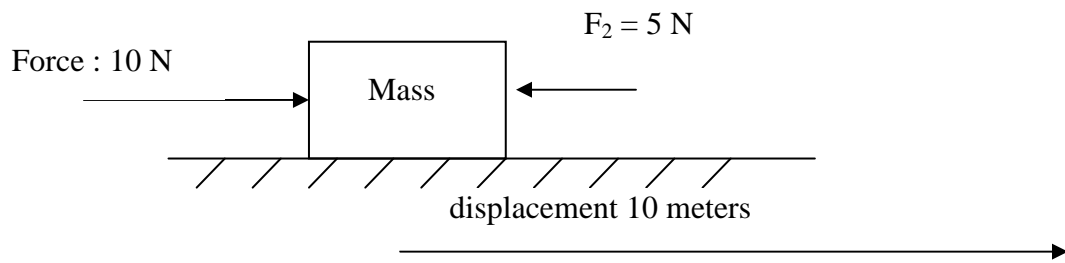 F₂ = 5 N
Force : 10 N
Mass
displacement 10 meters